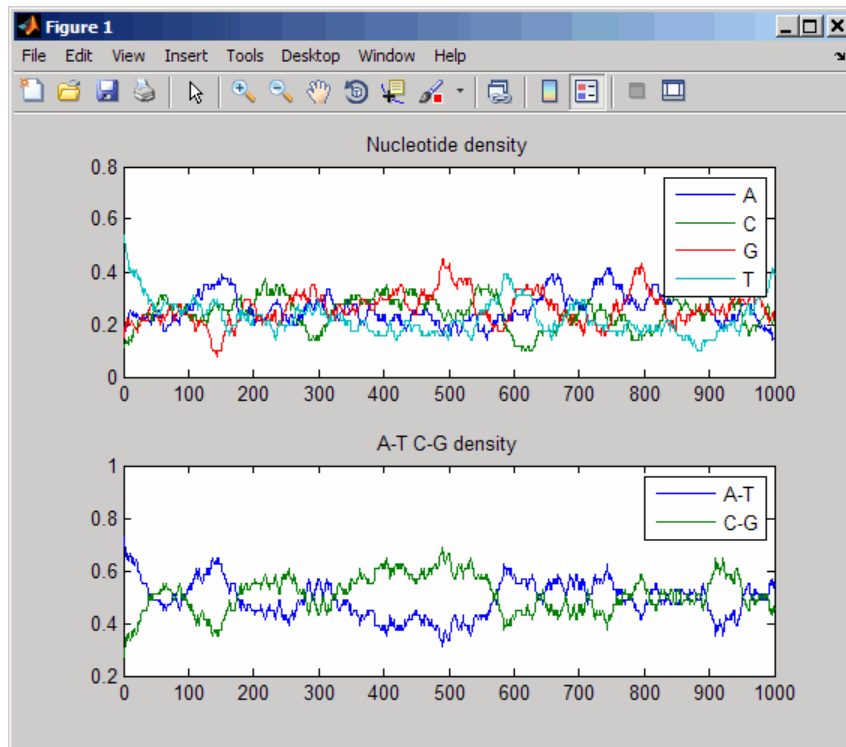 Figure 1
File Edit View Insert Tools Desktop Window Help
Nucleotide density
0.8
0.6
0.4
0.2
0
0 100 200 300 400 500 600 700 800 900 1000
A
C
G
T
A-T C-G density
1
0.8
0.6
0.4
0.2
0 100 200 300 400 500 600 700 800 900 1000
A-T
C-G